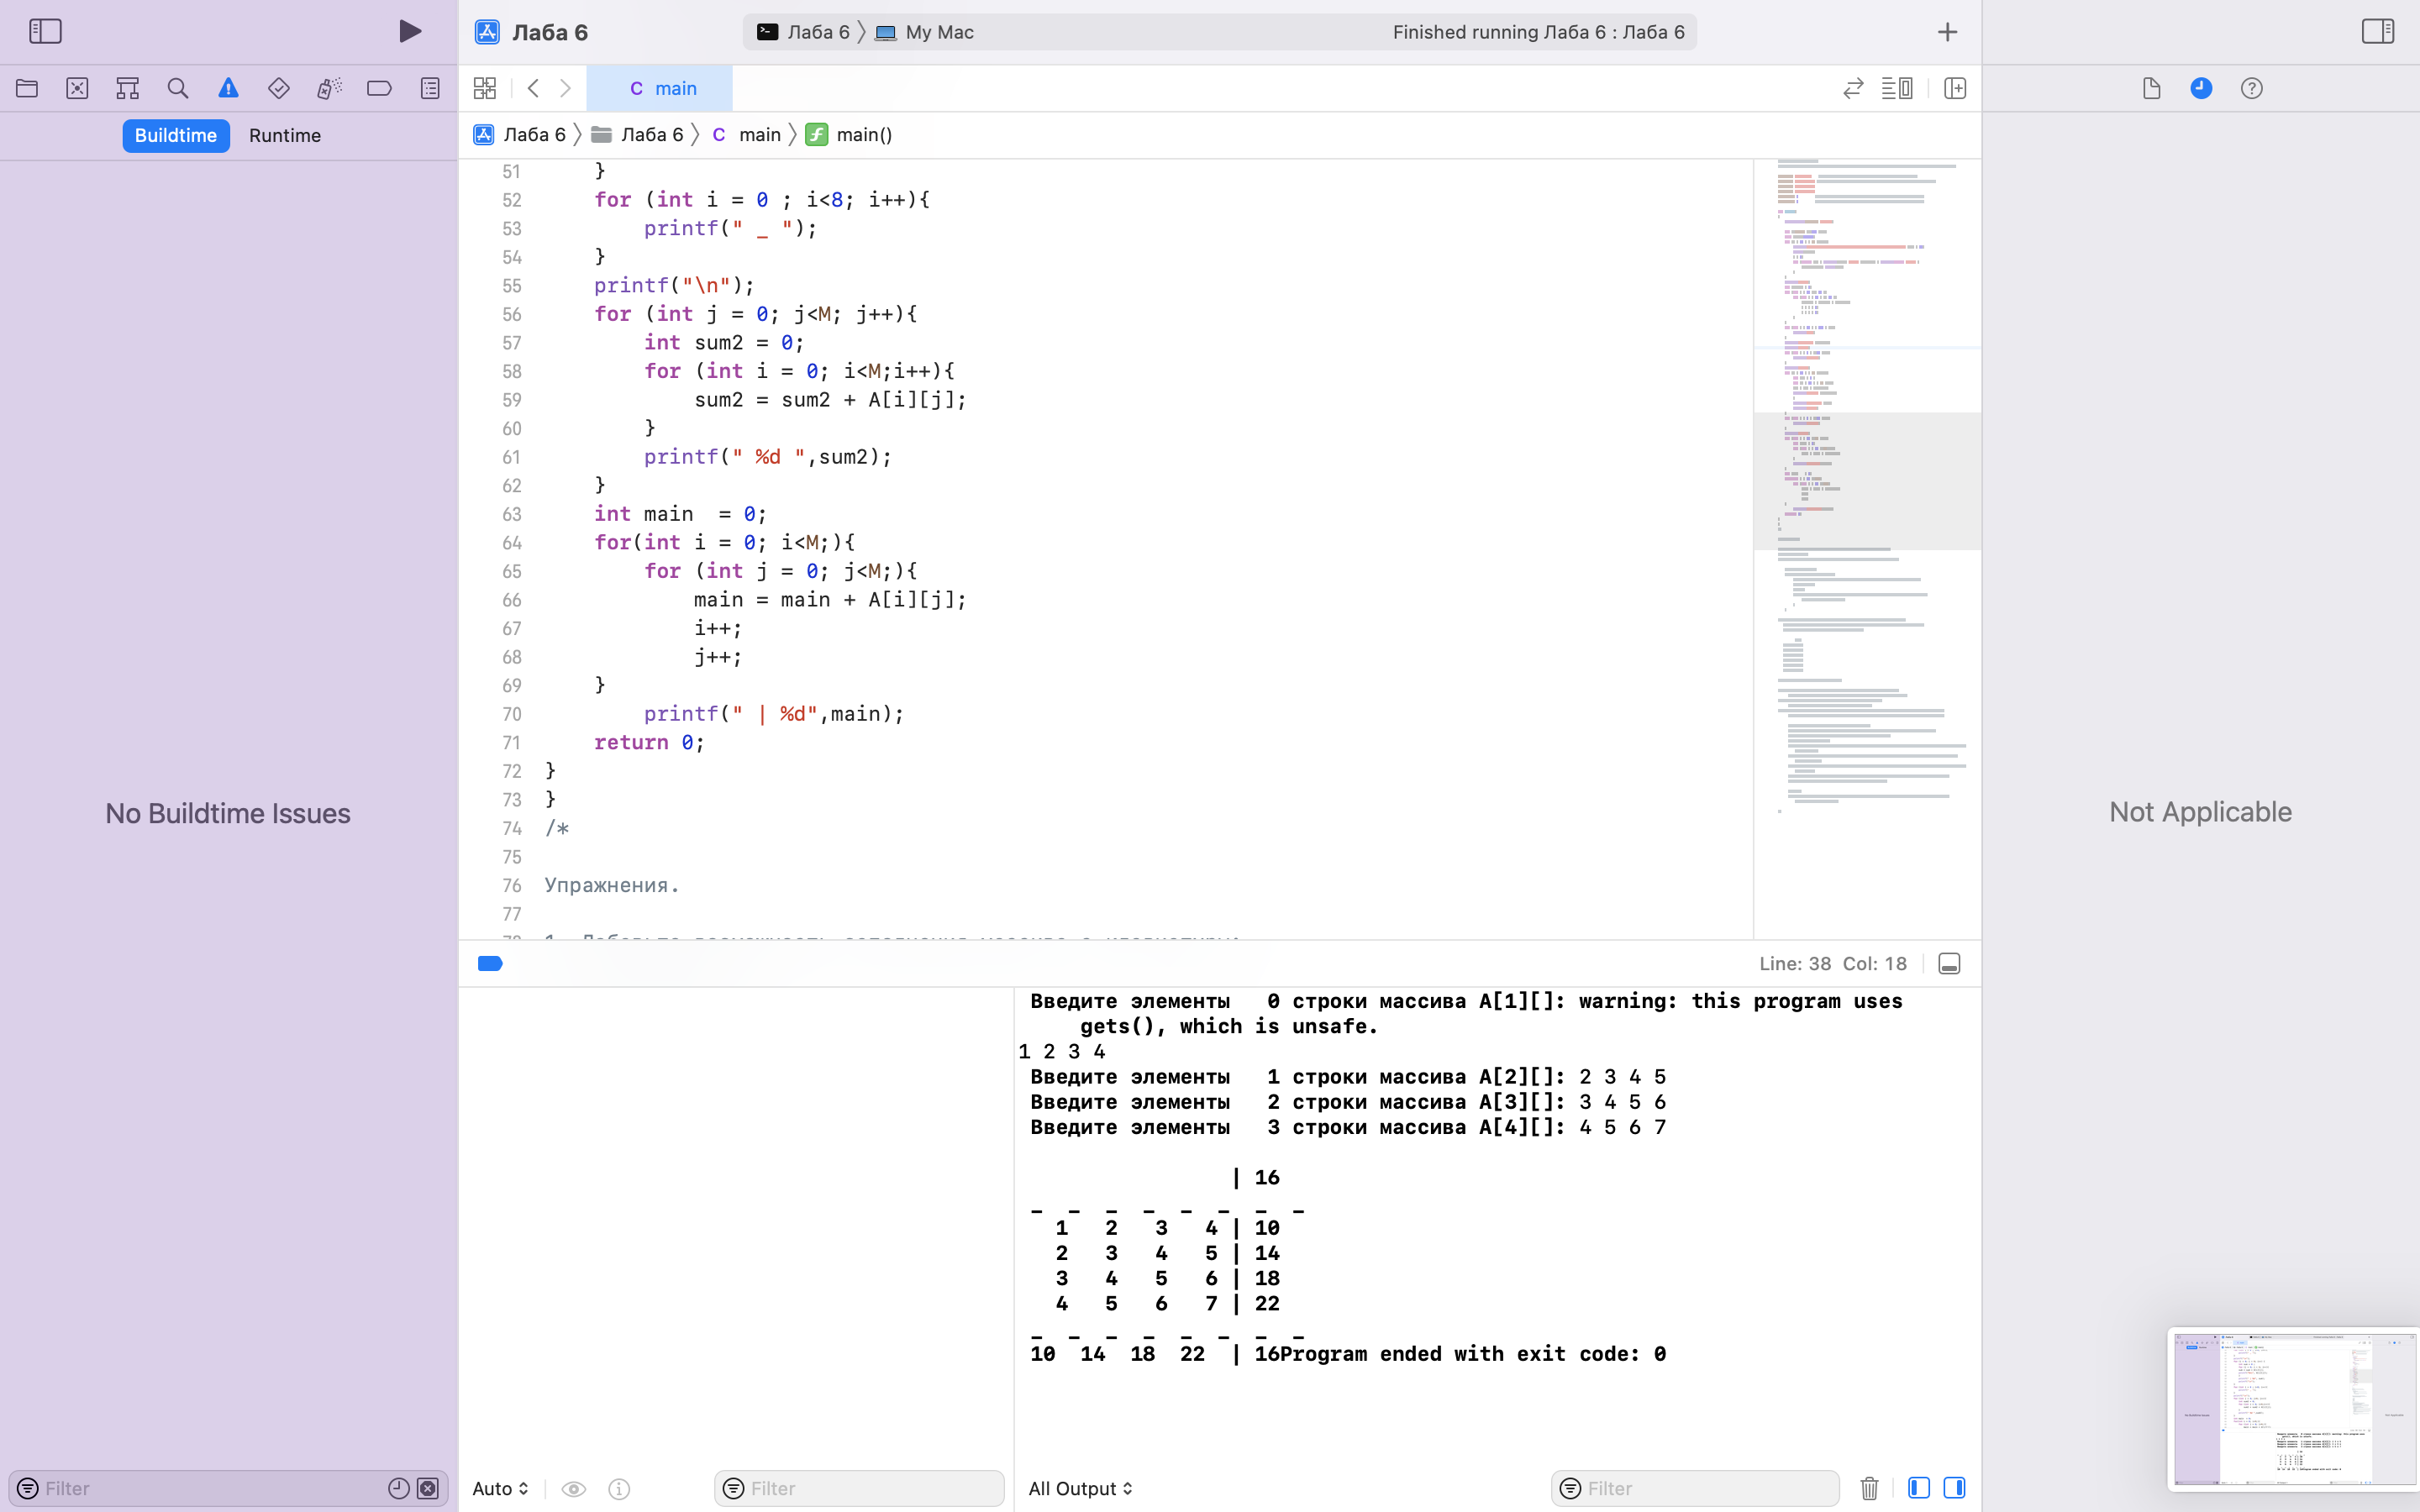 Лаба 6
Лаба 6 〉 My Mac
Finished running Лаба 6 : Лаба 6
C main
Buildtime Runtime
Лаба 6 〉 Лаба 6 〉 C main 〉 f main()
No Buildtime Issues
51 }
52 for (int i = 0 ; i<8; i++){
53 printf(" _ ");
54 }
55 printf("\n");
56 for (int j = 0; j<M; j++){
57 int sum2 = 0;
58 for (int i = 0; i<M;i++){
59 sum2 = sum2 + A[i][j];
60 }
61 printf(" %d ",sum2);
62 }
63 int main  = 0;
64 for(int i = 0; i<M;){
65 for (int j = 0; j<M;){
66 main = main + A[i][j];
67 i++;
68 j++;
69 }
70 printf(" | %d",main);
71 return 0;
72 }
73 }
74 /*
75
76 Упражнения.
77
Not Applicable
Line: 38 Col: 18
Введите элементы   0 строки массива A[1][]: warning: this program uses
gets(), which is unsafe.
1 2 3 4
Введите элементы   1 строки массива A[2][]: 2 3 4 5
Введите элементы   2 строки массива A[3][]: 3 4 5 6
Введите элементы   3 строки массива A[4][]: 4 5 6 7
| 16
_ _ _ _ _ _ _ _
1 2 3 4 | 10
2 3 4 5 | 14
3 4 5 6 | 18
4 5 6 7 | 22
_ _ _ _ _ _ _ _
10 14 18 22 | 16Program ended with exit code: 0
Filter
Auto
Filter
All Output
Filter